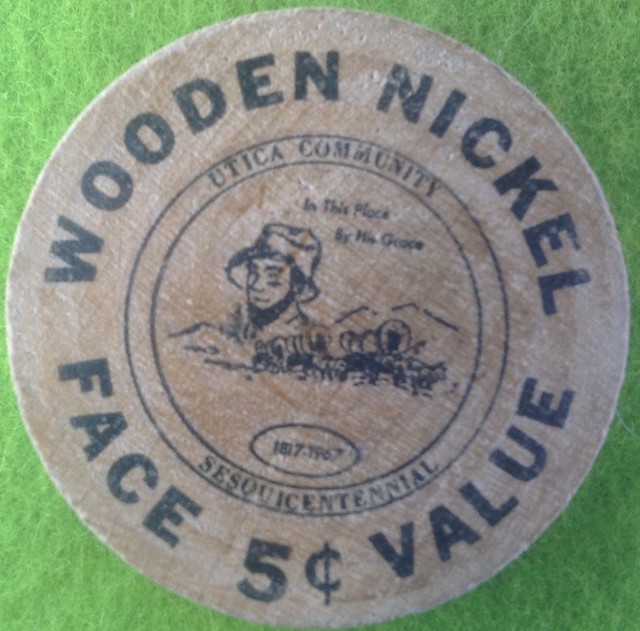 WOODEN NICKEL
UTICA COMMUNITY
In This Place
By His Grace
1817-1967
SESQUICENTENNIAL
FACE 5¢ VALUE